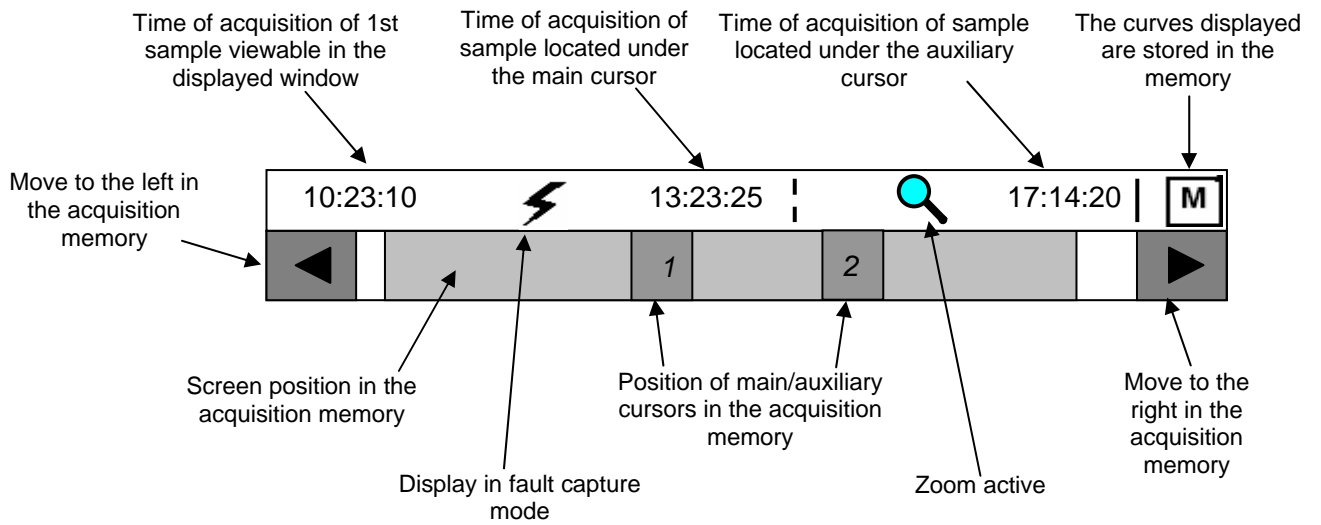 Time of acquisition of 1st
sample viewable in the
displayed window
Time of acquisition of
sample located under
the main cursor
Time of acquisition of sample
located under the auxiliary
cursor
The curves displayed
are stored in the
memory
Move to the left in
the acquisition
memory
10:23:10
13:23:25
17:14:20
M
1
2
Screen position in the
acquisition memory
Position of main/auxiliary
cursors in the acquisition
memory
Move to the
right in the
acquisition
memory
Display in fault capture
mode
Zoom active